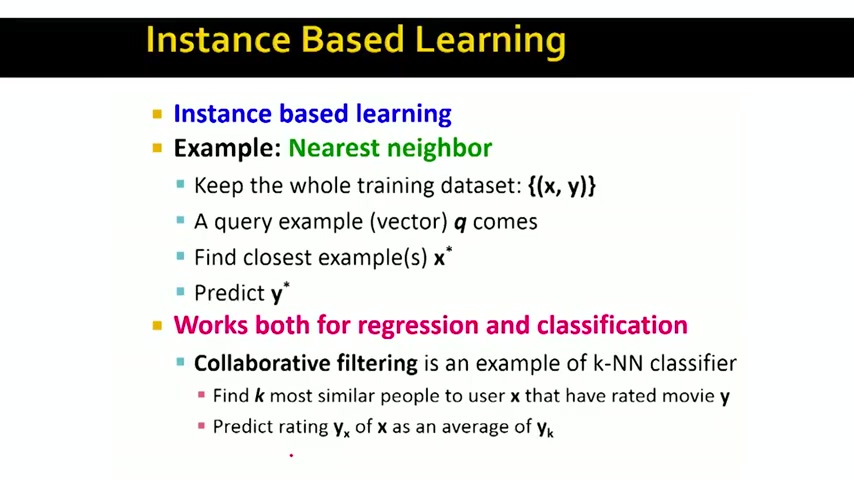 Instance Based Learning
Instance based learning
Example: Nearest neighbor
Keep the whole training dataset: {(x, y)}
A query example (vector) q comes
Find closest example(s) x*
Predict y*
Works both for regression and classification
Collaborative filtering is an example of k-NN classifier
Find k most similar people to user x that have rated movie y
Predict rating yₓ of x as an average of yₖ